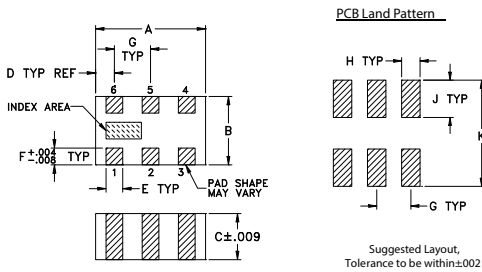 PCB Land Pattern
A
G
TYP
D TYP REF
6 5 4
INDEX AREA
B
F+.004
-.008 TYP
1 2 3
E TYP
PAD SHAPE
MAY VARY
C±.009
H TYP
J TYP
K
G TYP
Suggested Layout,
Tolerance to be within±002